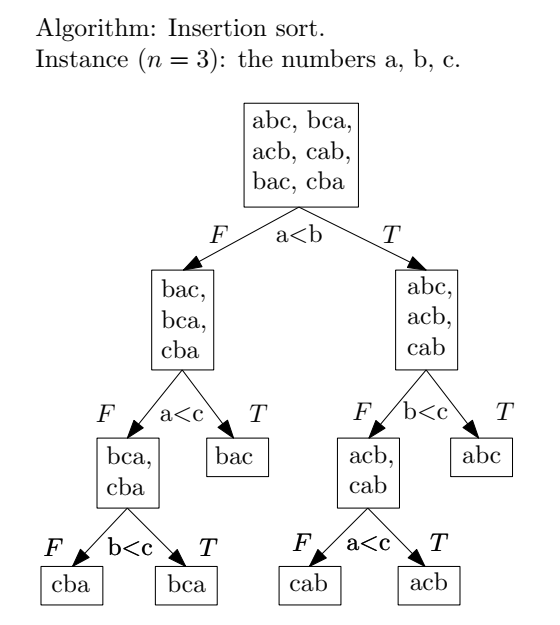 Algorithm: Insertion sort.
Instance (n = 3): the numbers a, b, c.
abc, bca,
acb, cab,
bac, cba
F a<b T
bac,
bca,
cba
abc,
acb,
cab
F a<c T
F b<c T
bca,
cba
bac
acb,
cab
abc
F b<c T
F a<c T
cba
bca
cab
acb